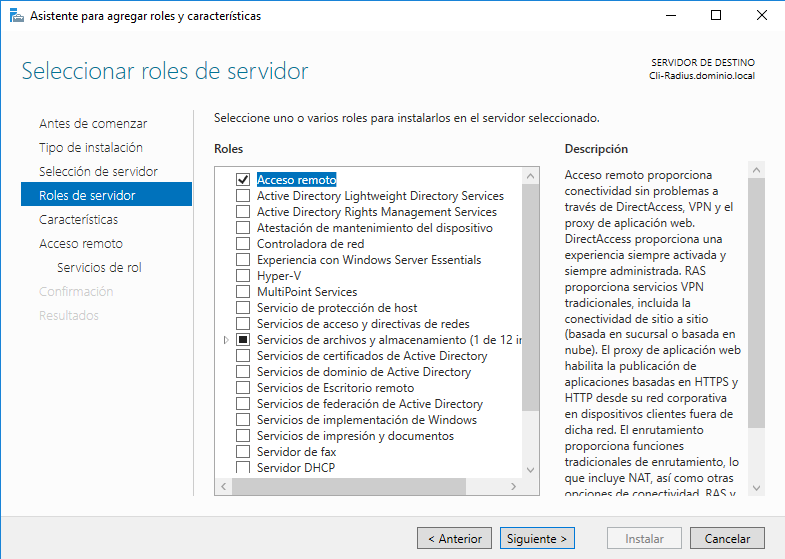 Asistente para agregar roles y características
Seleccionar roles de servidor
SERVIDOR DE DESTINO
Cli-Radius.dominio.local
Antes de comenzar
Tipo de instalación
Selección de servidor
Roles de servidor
Características
Acceso remoto
Servicios de rol
Confirmación
Resultados
Seleccione uno o varios roles para instalarlos en el servidor seleccionado.
Roles
Acceso remoto
Active Directory Lightweight Directory Services
Active Directory Rights Management Services
Atestación de mantenimiento del dispositivo
Controladora de red
Experiencia con Windows Server Essentials
Hyper-V
MultiPoint Services
Servicio de protección de host
Servicios de acceso y directivas de redes
Servicios de archivos y almacenamiento (1 de 12 in
Servicios de certificados de Active Directory
Servicios de dominio de Active Directory
Servicios de Escritorio remoto
Servicios de federación de Active Directory
Servicios de implementación de Windows
Servicios de impresión y documentos
Servidor de fax
Servidor DHCP
Descripción
Acceso remoto proporciona
conectividad sin problemas a
través de DirectAccess, VPN y el
proxy de aplicación web.
DirectAccess proporciona una
experiencia siempre activada y
siempre administrada. RAS
proporciona servicios VPN
tradicionales, incluida la
conectividad de sitio a sitio
(basada en sucursal o basada en
nube). El proxy de aplicación web
habilita la publicación de
aplicaciones basadas en HTTPS y
HTTP desde su red corporativa
en dispositivos clientes fuera de
dicha red. El enrutamiento
proporciona funciones
tradicionales de enrutamiento, lo
que incluye NAT, así como otras
opciones de conectividad. RAS y
< Anterior
Siguiente >
Instalar
Cancelar